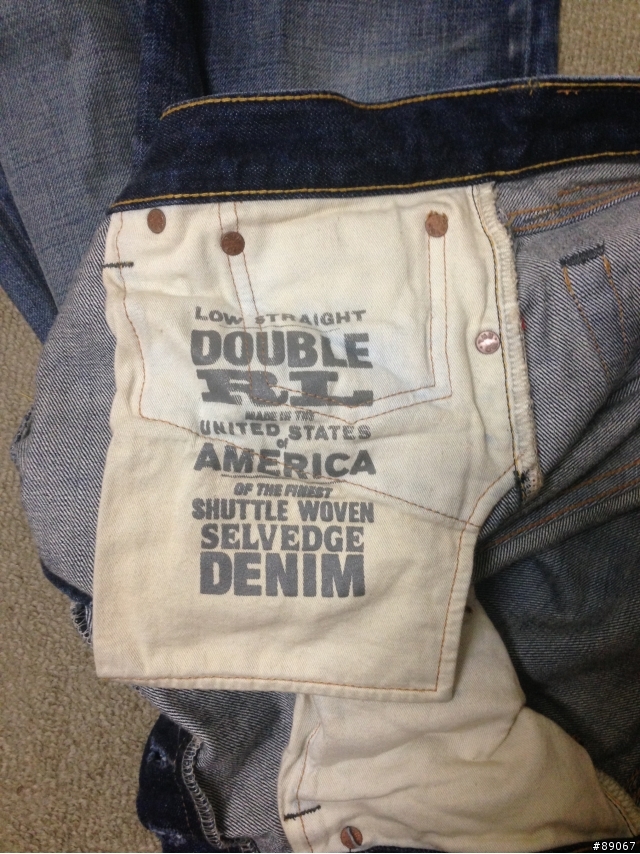 LOW STRAIGHT
DOUBLE
RL
MADE IN THE
UNITED STATES
of
AMERICA
OF THE FINEST
SHUTTLE WOVEN
SELVEDGE
DENIM
#89067